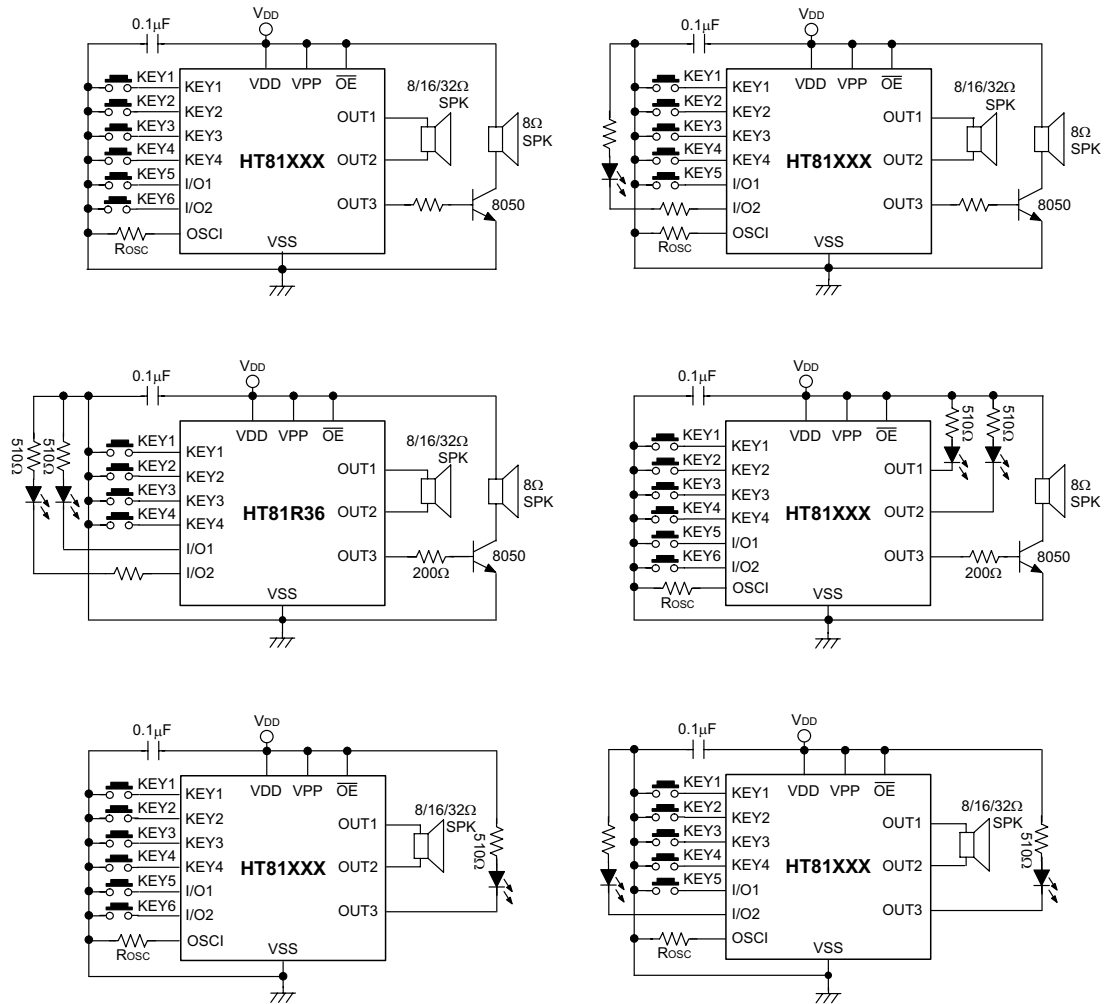 VDD
0.1µF
KEY1
KEY2
KEY3
KEY4
KEY5
KEY6
ROSC
KEY1
KEY2
KEY3
KEY4
I/O1
I/O2
OSCI
VDD VPP OE
HT81XXX
VSS
OUT1
OUT2
OUT3
8/16/32Ω
SPK
8Ω
SPK
8050
VDD
0.1µF
KEY1
KEY2
KEY3
KEY4
KEY5
ROSC
KEY1
KEY2
KEY3
KEY4
I/O1
I/O2
OSCI
VDD VPP OE
HT81XXX
VSS
OUT1
OUT2
OUT3
8/16/32Ω
SPK
8Ω
SPK
8050
VDD
0.1µF
510Ω
510Ω
KEY1
KEY2
KEY3
KEY4
KEY1
KEY2
KEY3
KEY4
I/O1
I/O2
VDD VPP OE
HT81R36
VSS
OUT1
OUT2
OUT3
8/16/32Ω
SPK
200Ω
8Ω
SPK
8050
VDD
0.1µF
KEY1
KEY2
KEY3
KEY4
KEY5
KEY6
ROSC
KEY1
KEY2
KEY3
KEY4
I/O1
I/O2
OSCI
VDD VPP OE
HT81XXX
VSS
OUT1
OUT2
OUT3
510Ω
510Ω
200Ω
8Ω
SPK
8050
VDD
0.1µF
KEY1
KEY2
KEY3
KEY4
KEY5
KEY6
ROSC
KEY1
KEY2
KEY3
KEY4
I/O1
I/O2
OSCI
VDD VPP OE
HT81XXX
VSS
OUT1
OUT2
OUT3
8/16/32Ω
SPK
510Ω
VDD
0.1µF
KEY1
KEY2
KEY3
KEY4
KEY5
ROSC
KEY1
KEY2
KEY3
KEY4
I/O1
I/O2
OSCI
VDD VPP OE
HT81XXX
VSS
OUT1
OUT2
OUT3
8/16/32Ω
SPK
510Ω